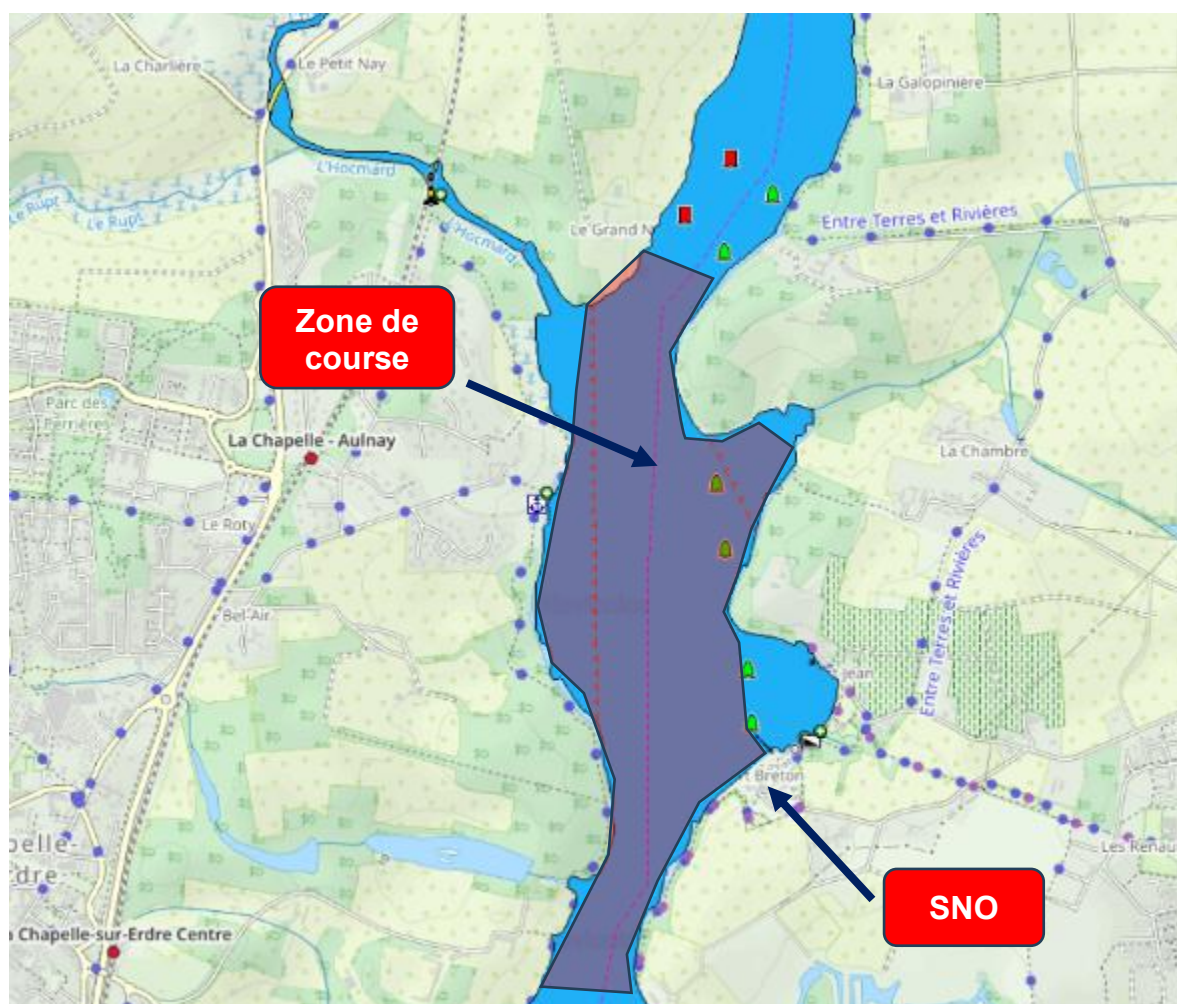 La Charlière
Le Petit Nay
La Galopinière
L'Hocmard
Le Rupt
Le Rupt
L'Hocmard
Le Grand
Entre Terres et Rivières
Zone de
course
Parc des
Perrières
La Chapelle - Aulnay
La Chambre
Le Roty
Entre Terres et Rivières
Bel-Air
Jean
Breton
Les Renau
SNO
pelle-
rdre
Chapelle-sur-Erdre Centre